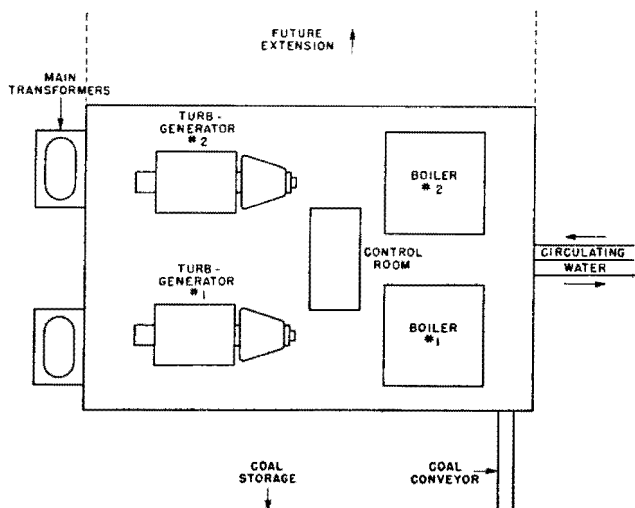 FUTURE
EXTENSION
MAIN
TRANSFORMERS
TURB-
GENERATOR
#2
BOILER
#2
CONTROL
ROOM
CIRCULATING
WATER
TURB-
GENERATOR
#1
BOILER
#1
COAL
STORAGE
COAL
CONVEYOR